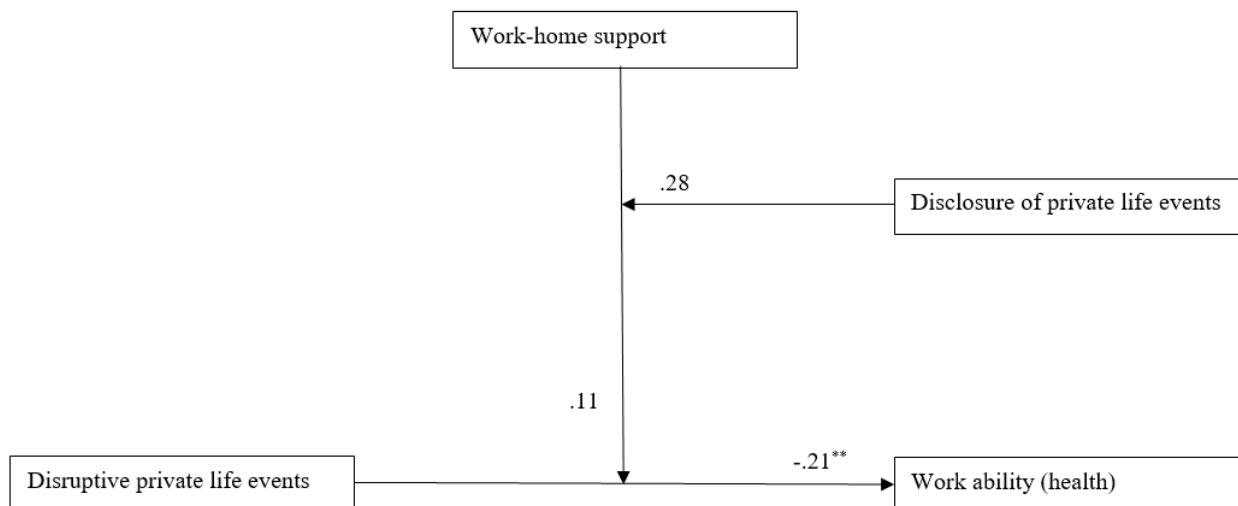 Work-home support
.28
Disclosure of private life events
.11
-.21**
Disruptive private life events
Work ability (health)